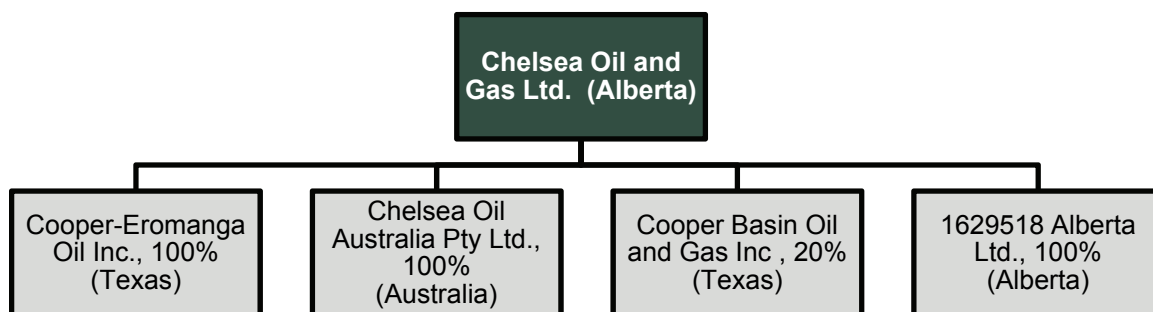 Chelsea Oil and
Gas Ltd. (Alberta)
Cooper-Eromanga
Oil Inc., 100%
(Texas)
Chelsea Oil
Australia Pty Ltd.,
100%
(Australia)
Cooper Basin Oil
and Gas Inc , 20%
(Texas)
1629518 Alberta
Ltd., 100%
(Alberta)